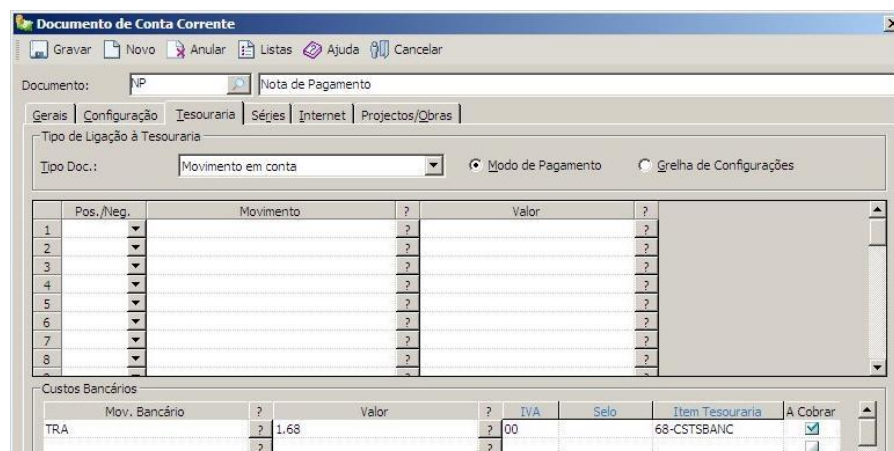 Documento de Conta Corrente
Gravar Novo Anular Listas Ajuda Cancelar
Documento: NP Nota de Pagamento
Gerais Configuração Tesouraria Séries Internet Projectos/Obras
Tipo de Ligação à Tesouraria
Tipo Doc.: Movimento em conta Modo de Pagamento Grelha de Configurações
Pos./Neg. Movimento ? Valor ?
1 ? ?
2 ? ?
3 ? ?
4 ? ?
5 ? ?
6 ? ?
7 ? ?
8 ? ?
Custos Bancários
Mov. Bancário ? Valor ? IVA Selo Item Tesouraria A Cobrar
TRA ? 1.68 ? 00 68-CSTSBANC
? ?